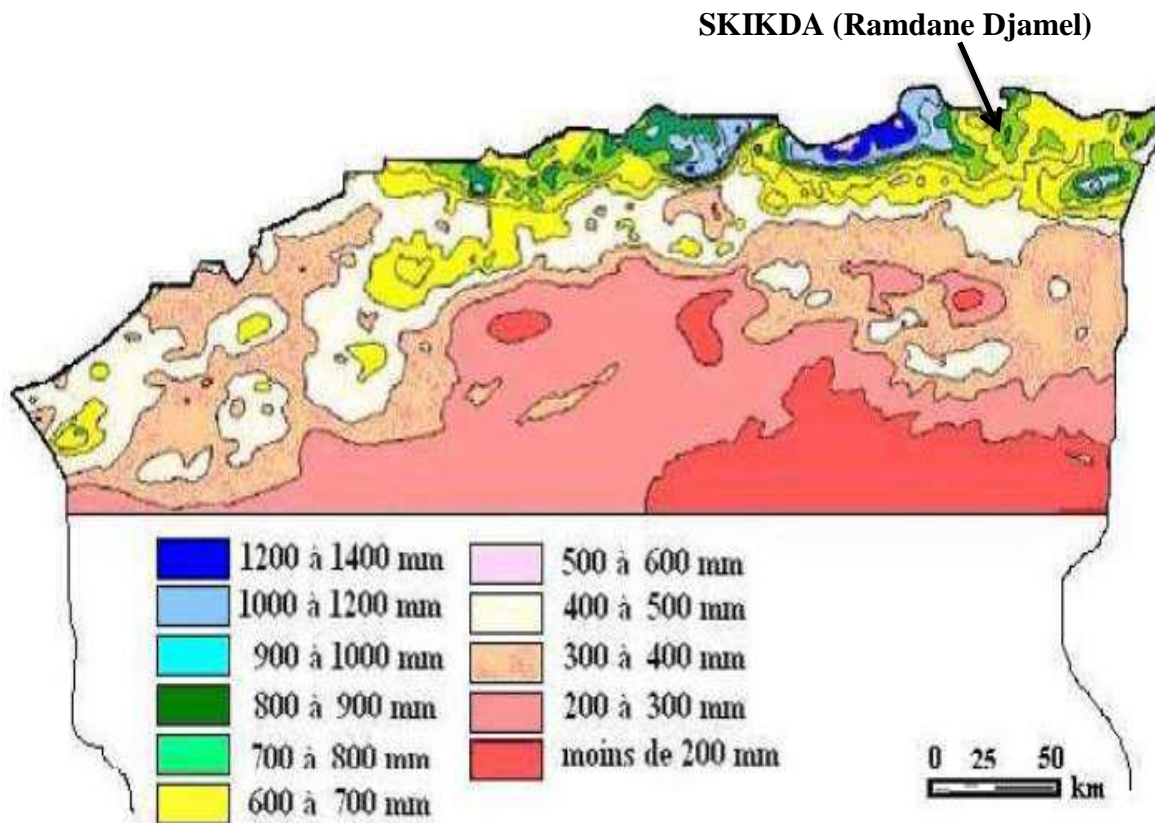 SKIKDA (Ramdane Djamel)
1200 à 1400 mm
1000 à 1200 mm
900 à 1000 mm
800 à 900 mm
700 à 800 mm
600 à 700 mm
500 à 600 mm
400 à 500 mm
300 à 400 mm
200 à 300 mm
moins de 200 mm
0 25 50
km